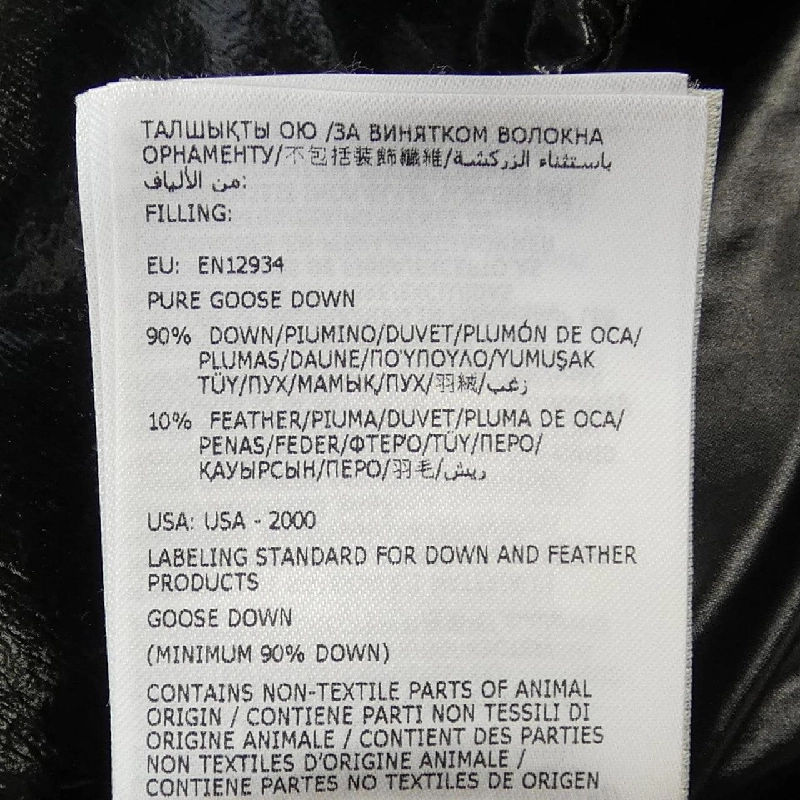 ТАЛШЫҚТЫ ОЮ /ЗА ВИНЯТКОМ ВОЛОКНА
ОРНАМЕНТУ/不包括装飾纖維/باستثناء الزركشة
من الألياف:
FILLING:
EU: EN12934
PURE GOOSE DOWN
90% DOWN/PIUMINO/DUVET/PLUMÓN DE OCA/
PLUMAS/DAUNE/ΠΟΎΠΟΥΛΟ/YUMUŞAK
TÜY/ПУХ/МАМЫҚ/ПУХ/羽絨/زغب
10% FEATHER/PIUMA/DUVET/PLUMA DE OCA/
PENAS/FEDER/ΦΤΕΡΌ/TÜY/ПЕРО/
ҚАУЫРСЫН/ПЕРО/羽毛/ريش
USA: USA - 2000
LABELING STANDARD FOR DOWN AND FEATHER
PRODUCTS
GOOSE DOWN
(MINIMUM 90% DOWN)
CONTAINS NON-TEXTILE PARTS OF ANIMAL
ORIGIN / CONTIENE PARTI NON TESSILI DI
ORIGINE ANIMALE / CONTIENT DES PARTIES
NON TEXTILES D'ORIGINE ANIMALE /
CONTIENE PARTES NO TEXTILES DE ORIGEN